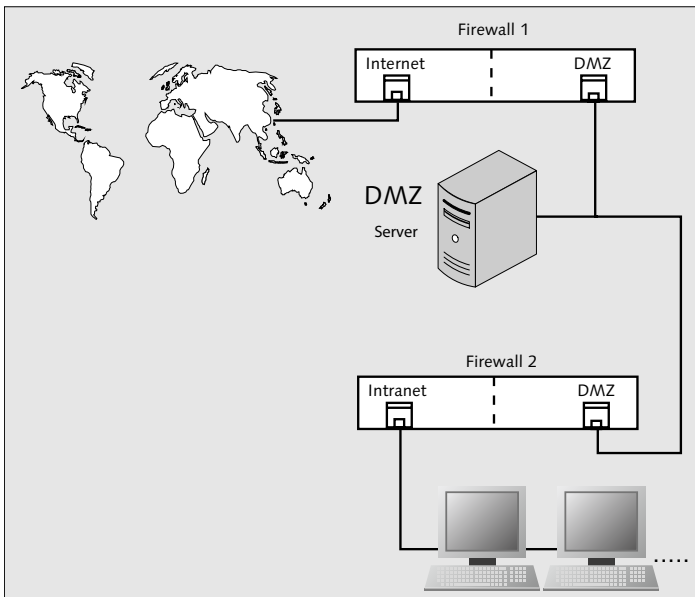 Firewall 1
Internet
DMZ
DMZ
Server
Firewall 2
Intranet
DMZ
.....